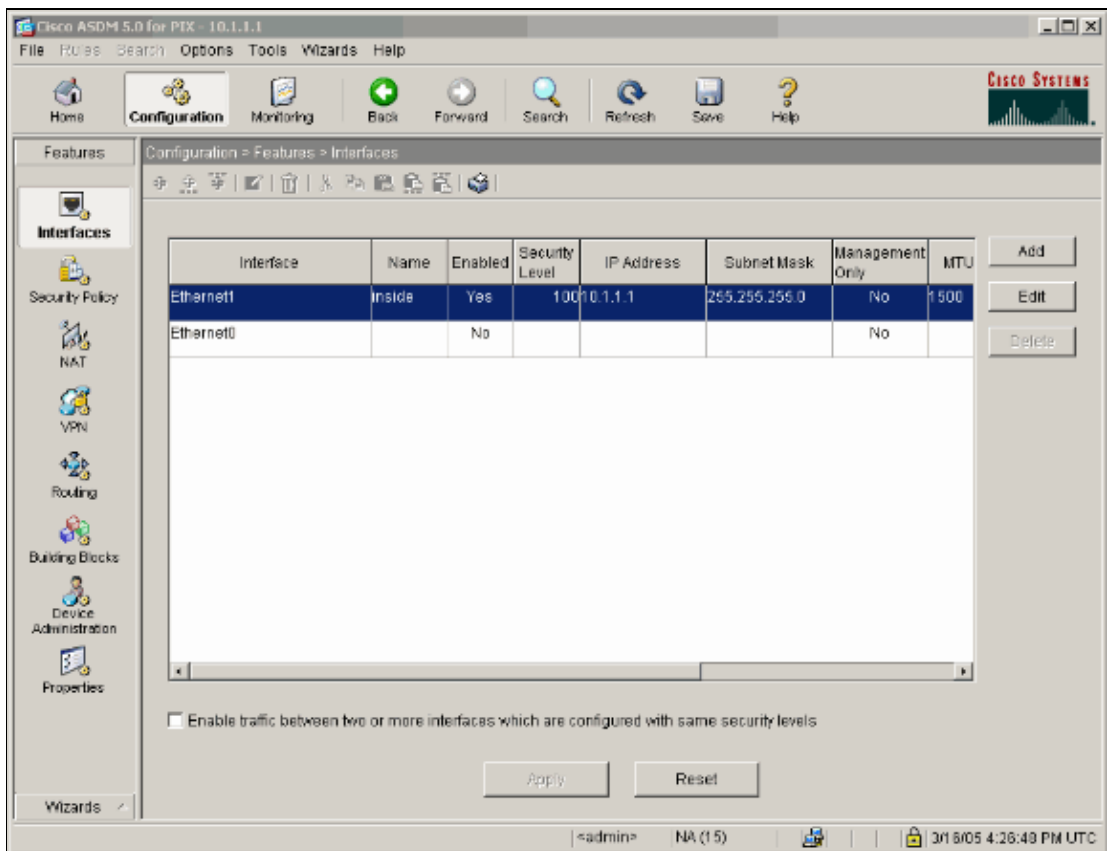 Cisco ASDM 5.0 for PIX - 10.1.1.1
File Rules Search Options Tools Wizards Help
Home Configuration Monitoring Back Forward Search Refresh Save Help
CISCO SYSTEMS
Features
Configuration > Features > Interfaces
Interfaces
Security Policy
NAT
VPN
Routing
Building Blocks
Device
Administration
Properties
Wizards
Interface Name Enabled Security Level IP Address Subnet Mask Management Only MTU
Ethernet1 inside Yes 100 10.1.1.1 255.255.255.0 No 1500
Ethernet0 No No
Add
Edit
Delete
Enable traffic between two or more interfaces which are configured with same security levels
Apply Reset
<admin> NA (15) 3/16/05 4:26:48 PM UTC